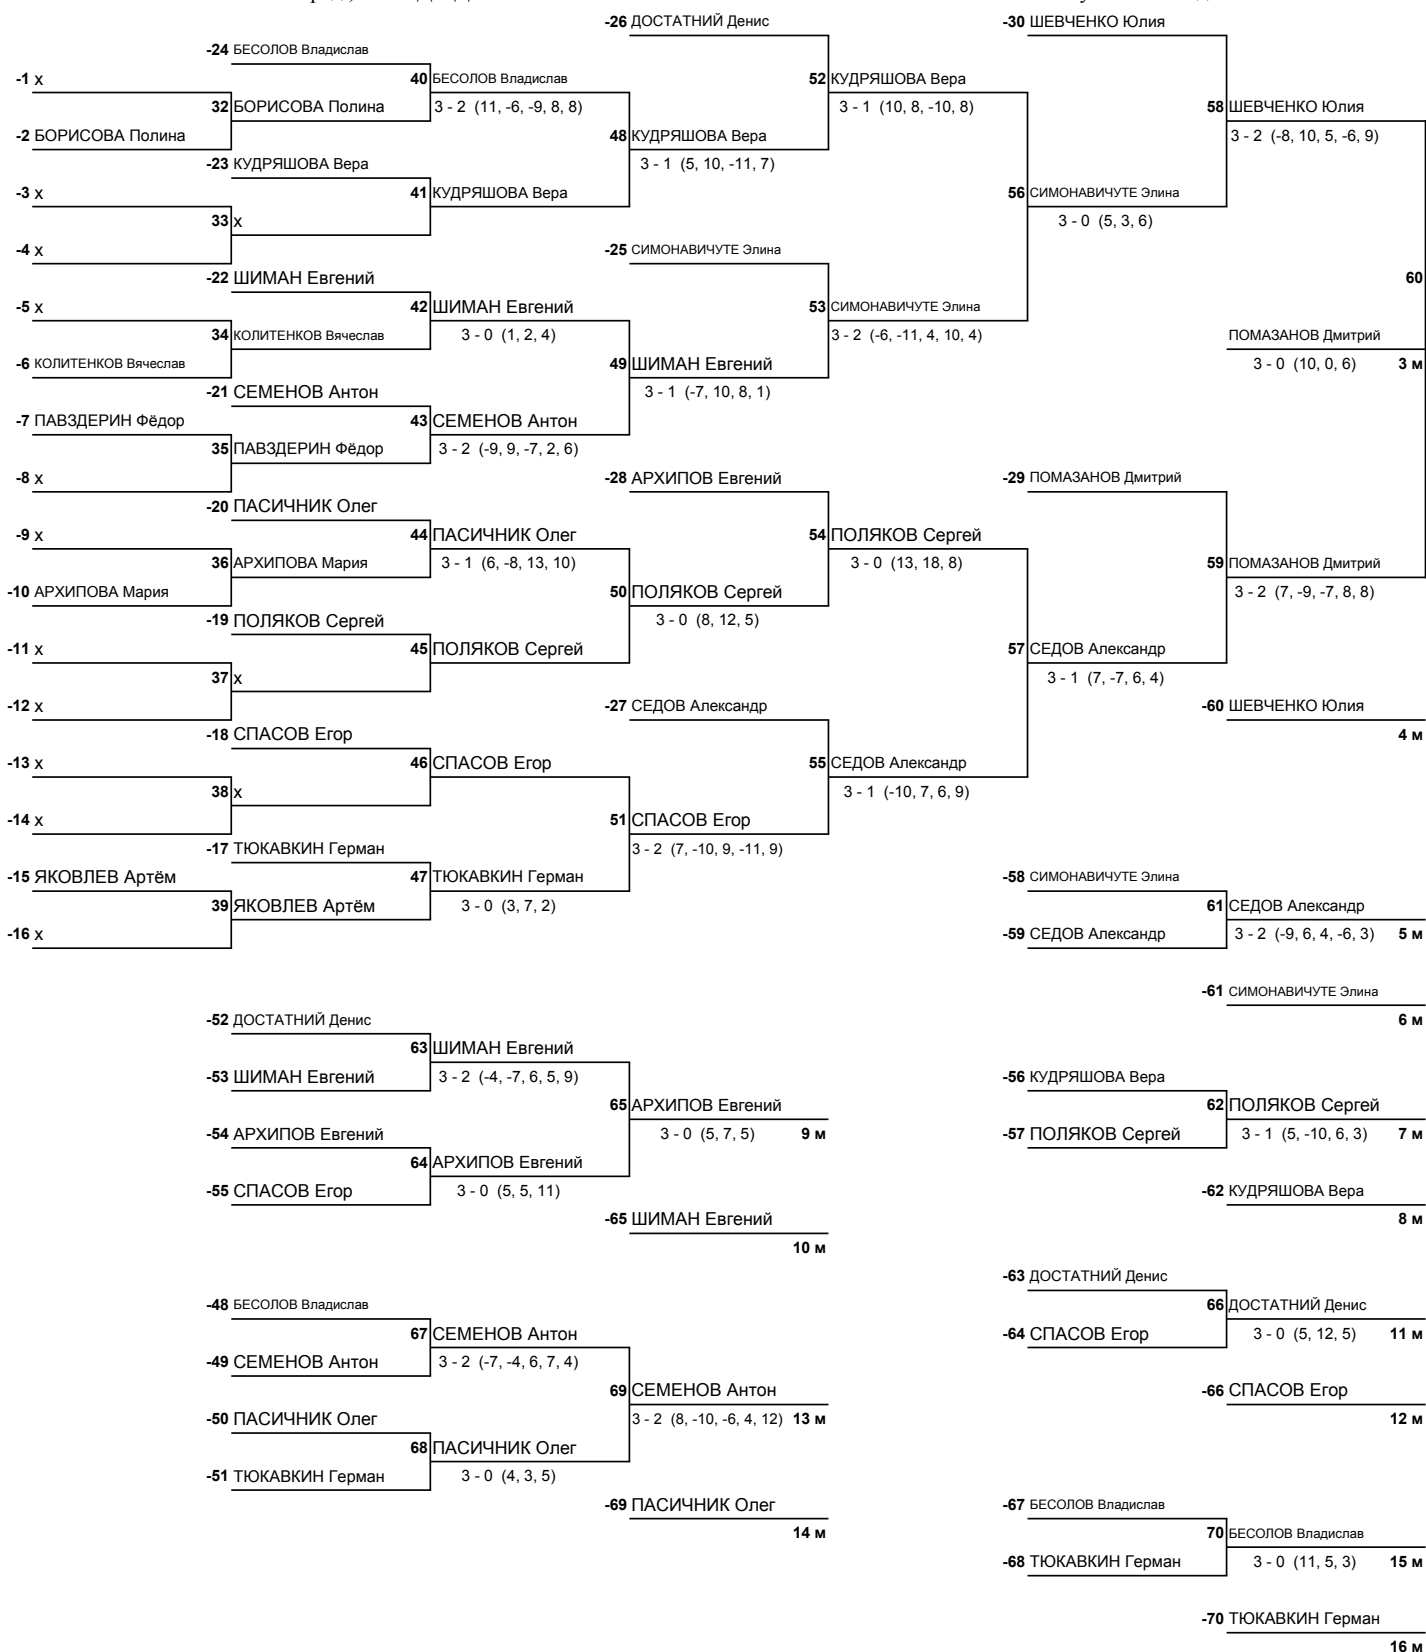 -26 ДОСТАТНИЙ Денис
-30 ШЕВЧЕНКО Юлия
-24 БЕСОЛОВ Владислав
-1 х
40 БЕСОЛОВ Владислав
52 КУДРЯШОВА Вера
32 БОРИСОВА Полина
3 - 2 (11, -6, -9, 8, 8)
3 - 1 (10, 8, -10, 8)
58 ШЕВЧЕНКО Юлия
-2 БОРИСОВА Полина
48 КУДРЯШОВА Вера
3 - 2 (-8, 10, 5, -6, 9)
-23 КУДРЯШОВА Вера
3 - 1 (5, 10, -11, 7)
-3 х
41 КУДРЯШОВА Вера
56 СИМОНАВИЧУТЕ Элина
33 х
3 - 0 (5, 3, 6)
-4 х
-25 СИМОНАВИЧУТЕ Элина
-22 ШИМАН Евгений
60
-5 х
42 ШИМАН Евгений
53 СИМОНАВИЧУТЕ Элина
34 КОЛИТЕНКОВ Вячеслав
3 - 0 (1, 2, 4)
3 - 2 (-6, -11, 4, 10, 4)
ПОМАЗАНОВ Дмитрий
-6 КОЛИТЕНКОВ Вячеслав
49 ШИМАН Евгений
3 - 0 (10, 0, 6) 3 м
-21 СЕМЕНОВ Антон
3 - 1 (-7, 10, 8, 1)
-7 ПАВЗДЕРИН Фёдор
43 СЕМЕНОВ Антон
35 ПАВЗДЕРИН Фёдор
3 - 2 (-9, 9, -7, 2, 6)
-8 х
-28 АРХИПОВ Евгений
-29 ПОМАЗАНОВ Дмитрий
-20 ПАСИЧНИК Олег
-9 х
44 ПАСИЧНИК Олег
54 ПОЛЯКОВ Сергей
36 АРХИПОВА Мария
3 - 1 (6, -8, 13, 10)
3 - 0 (13, 18, 8)
59 ПОМАЗАНОВ Дмитрий
-10 АРХИПОВА Мария
50 ПОЛЯКОВ Сергей
3 - 2 (7, -9, -7, 8, 8)
-19 ПОЛЯКОВ Сергей
3 - 0 (8, 12, 5)
-11 х
45 ПОЛЯКОВ Сергей
57 СЕДОВ Александр
37 х
3 - 1 (7, -7, 6, 4)
-12 х
-27 СЕДОВ Александр
-60 ШЕВЧЕНКО Юлия
-18 СПАСОВ Егор
4 м
-13 х
46 СПАСОВ Егор
55 СЕДОВ Александр
38 х
3 - 1 (-10, 7, 6, 9)
-14 х
51 СПАСОВ Егор
-17 ТЮКАВКИН Герман
3 - 2 (7, -10, 9, -11, 9)
-15 ЯКОВЛЕВ Артём
47 ТЮКАВКИН Герман
-58 СИМОНАВИЧУТЕ Элина
39 ЯКОВЛЕВ Артём
3 - 0 (3, 7, 2)
61 СЕДОВ Александр
-16 х
-59 СЕДОВ Александр
3 - 2 (-9, 6, 4, -6, 3) 5 м
-61 СИМОНАВИЧУТЕ Элина
-52 ДОСТАТНИЙ Денис
6 м
63 ШИМАН Евгений
-53 ШИМАН Евгений
3 - 2 (-4, -7, 6, 5, 9)
-56 КУДРЯШОВА Вера
65 АРХИПОВ Евгений
62 ПОЛЯКОВ Сергей
-54 АРХИПОВ Евгений
3 - 0 (5, 7, 5) 9 м
-57 ПОЛЯКОВ Сергей
3 - 1 (5, -10, 6, 3) 7 м
64 АРХИПОВ Евгений
-55 СПАСОВ Егор
3 - 0 (5, 5, 11)
-62 КУДРЯШОВА Вера
-65 ШИМАН Евгений
8 м
10 м
-63 ДОСТАТНИЙ Денис
-48 БЕСОЛОВ Владислав
66 ДОСТАТНИЙ Денис
67 СЕМЕНОВ Антон
-64 СПАСОВ Егор
3 - 0 (5, 12, 5) 11 м
-49 СЕМЕНОВ Антон
3 - 2 (-7, -4, 6, 7, 4)
69 СЕМЕНОВ Антон
-66 СПАСОВ Егор
-50 ПАСИЧНИК Олег
3 - 2 (8, -10, -6, 4, 12) 13 м
12 м
68 ПАСИЧНИК Олег
-51 ТЮКАВКИН Герман
3 - 0 (4, 3, 5)
-69 ПАСИЧНИК Олег
-67 БЕСОЛОВ Владислав
14 м
70 БЕСОЛОВ Владислав
-68 ТЮКАВКИН Герман
3 - 0 (11, 5, 3) 15 м
-70 ТЮКАВКИН Герман
16 м